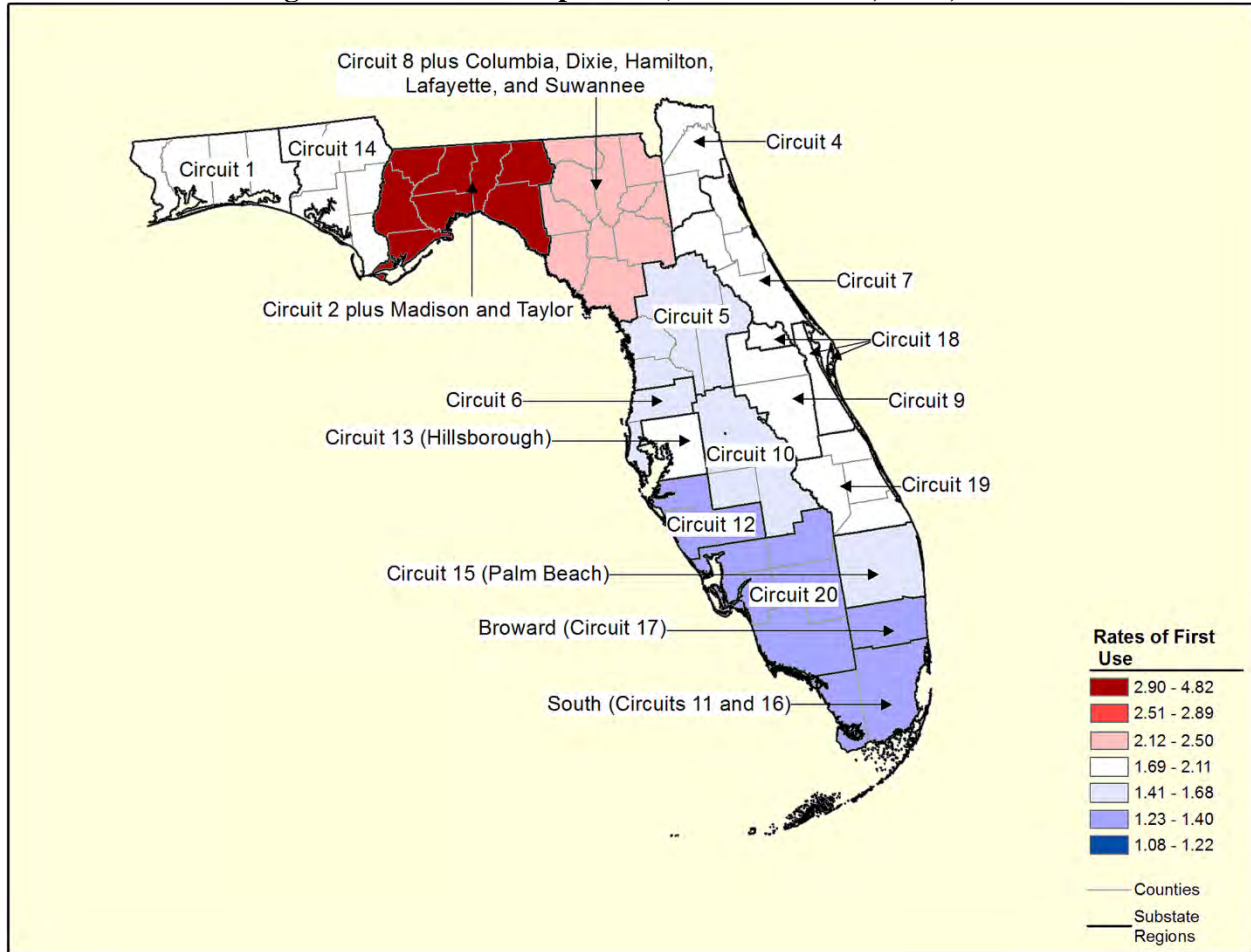 Circuit 8 plus Columbia, Dixie, Hamilton,
Lafayette, and Suwannee
Circuit 4
Circuit 14
Circuit 1
Circuit 7
Circuit 2 plus Madison and Taylor
Circuit 5
Circuit 18
Circuit 6
Circuit 9
Circuit 13 (Hillsborough)
Circuit 10
Circuit 19
Circuit 12
Circuit 15 (Palm Beach)
Circuit 20
Broward (Circuit 17)
South (Circuits 11 and 16)
Rates of First
Use
2.90 - 4.82
2.51 - 2.89
2.12 - 2.50
1.69 - 2.11
1.41 - 1.68
1.23 - 1.40
1.08 - 1.22
Counties
Substate
Regions